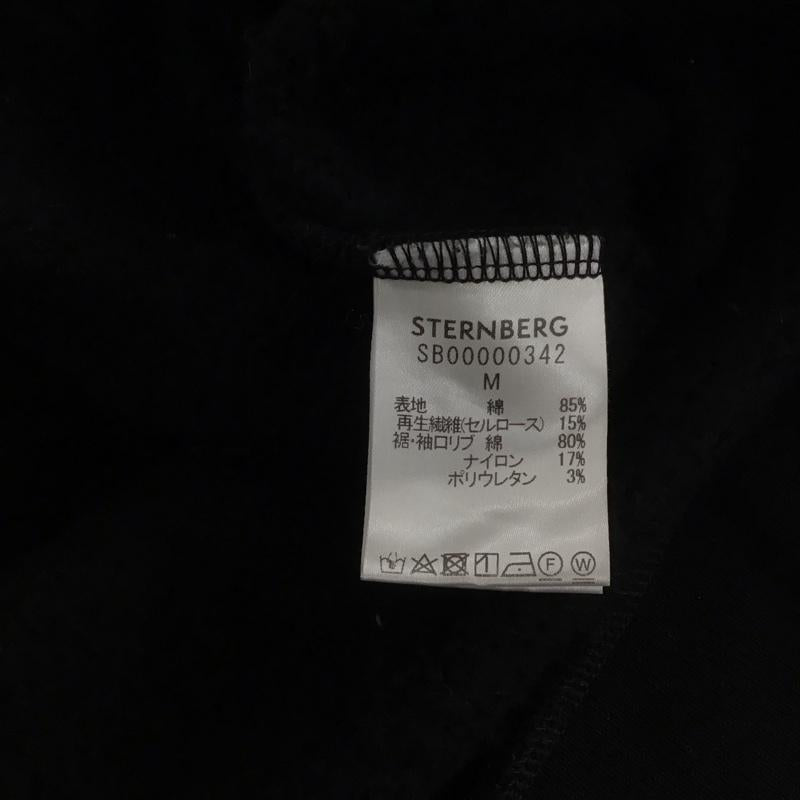 STERNBERG
SB00000342
M
表地 綿 85%
再生繊維(セルロース) 15%
裾・袖口リブ 綿 80%
ナイロン 17%
ポリウレタン 3%
F W